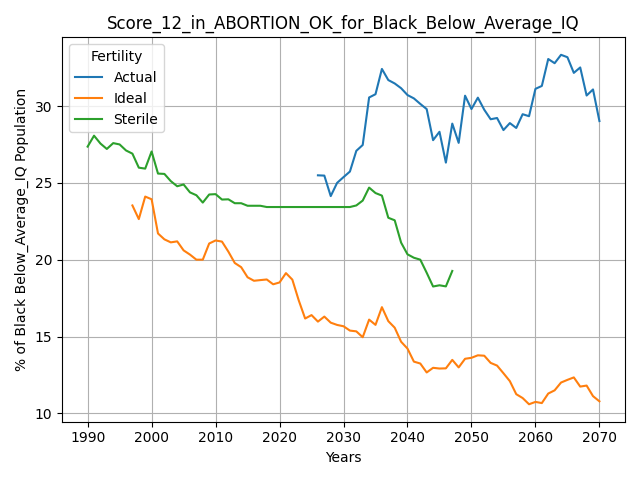 Score_12_in_ABORTION_OK_for_Black_Below_Average_IQ
Fertility
Actual
Ideal
Sterile
% of Black Below_Average_IQ Population
30
25
20
15
10
1990
2000
2010
2020
2030
2040
2050
2060
2070
Years